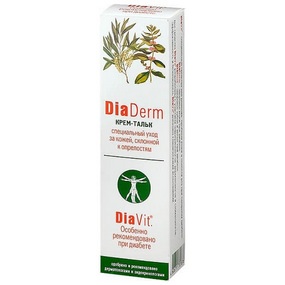 DiaDerm
КРЕМ-ТАЛЬК
специальный уход
за кожей, склонной
к опрелостям
DiaVit®
Особенно
рекомендовано
при диабете
одобрено и рекомендовано
дерматологами и эндокринологами